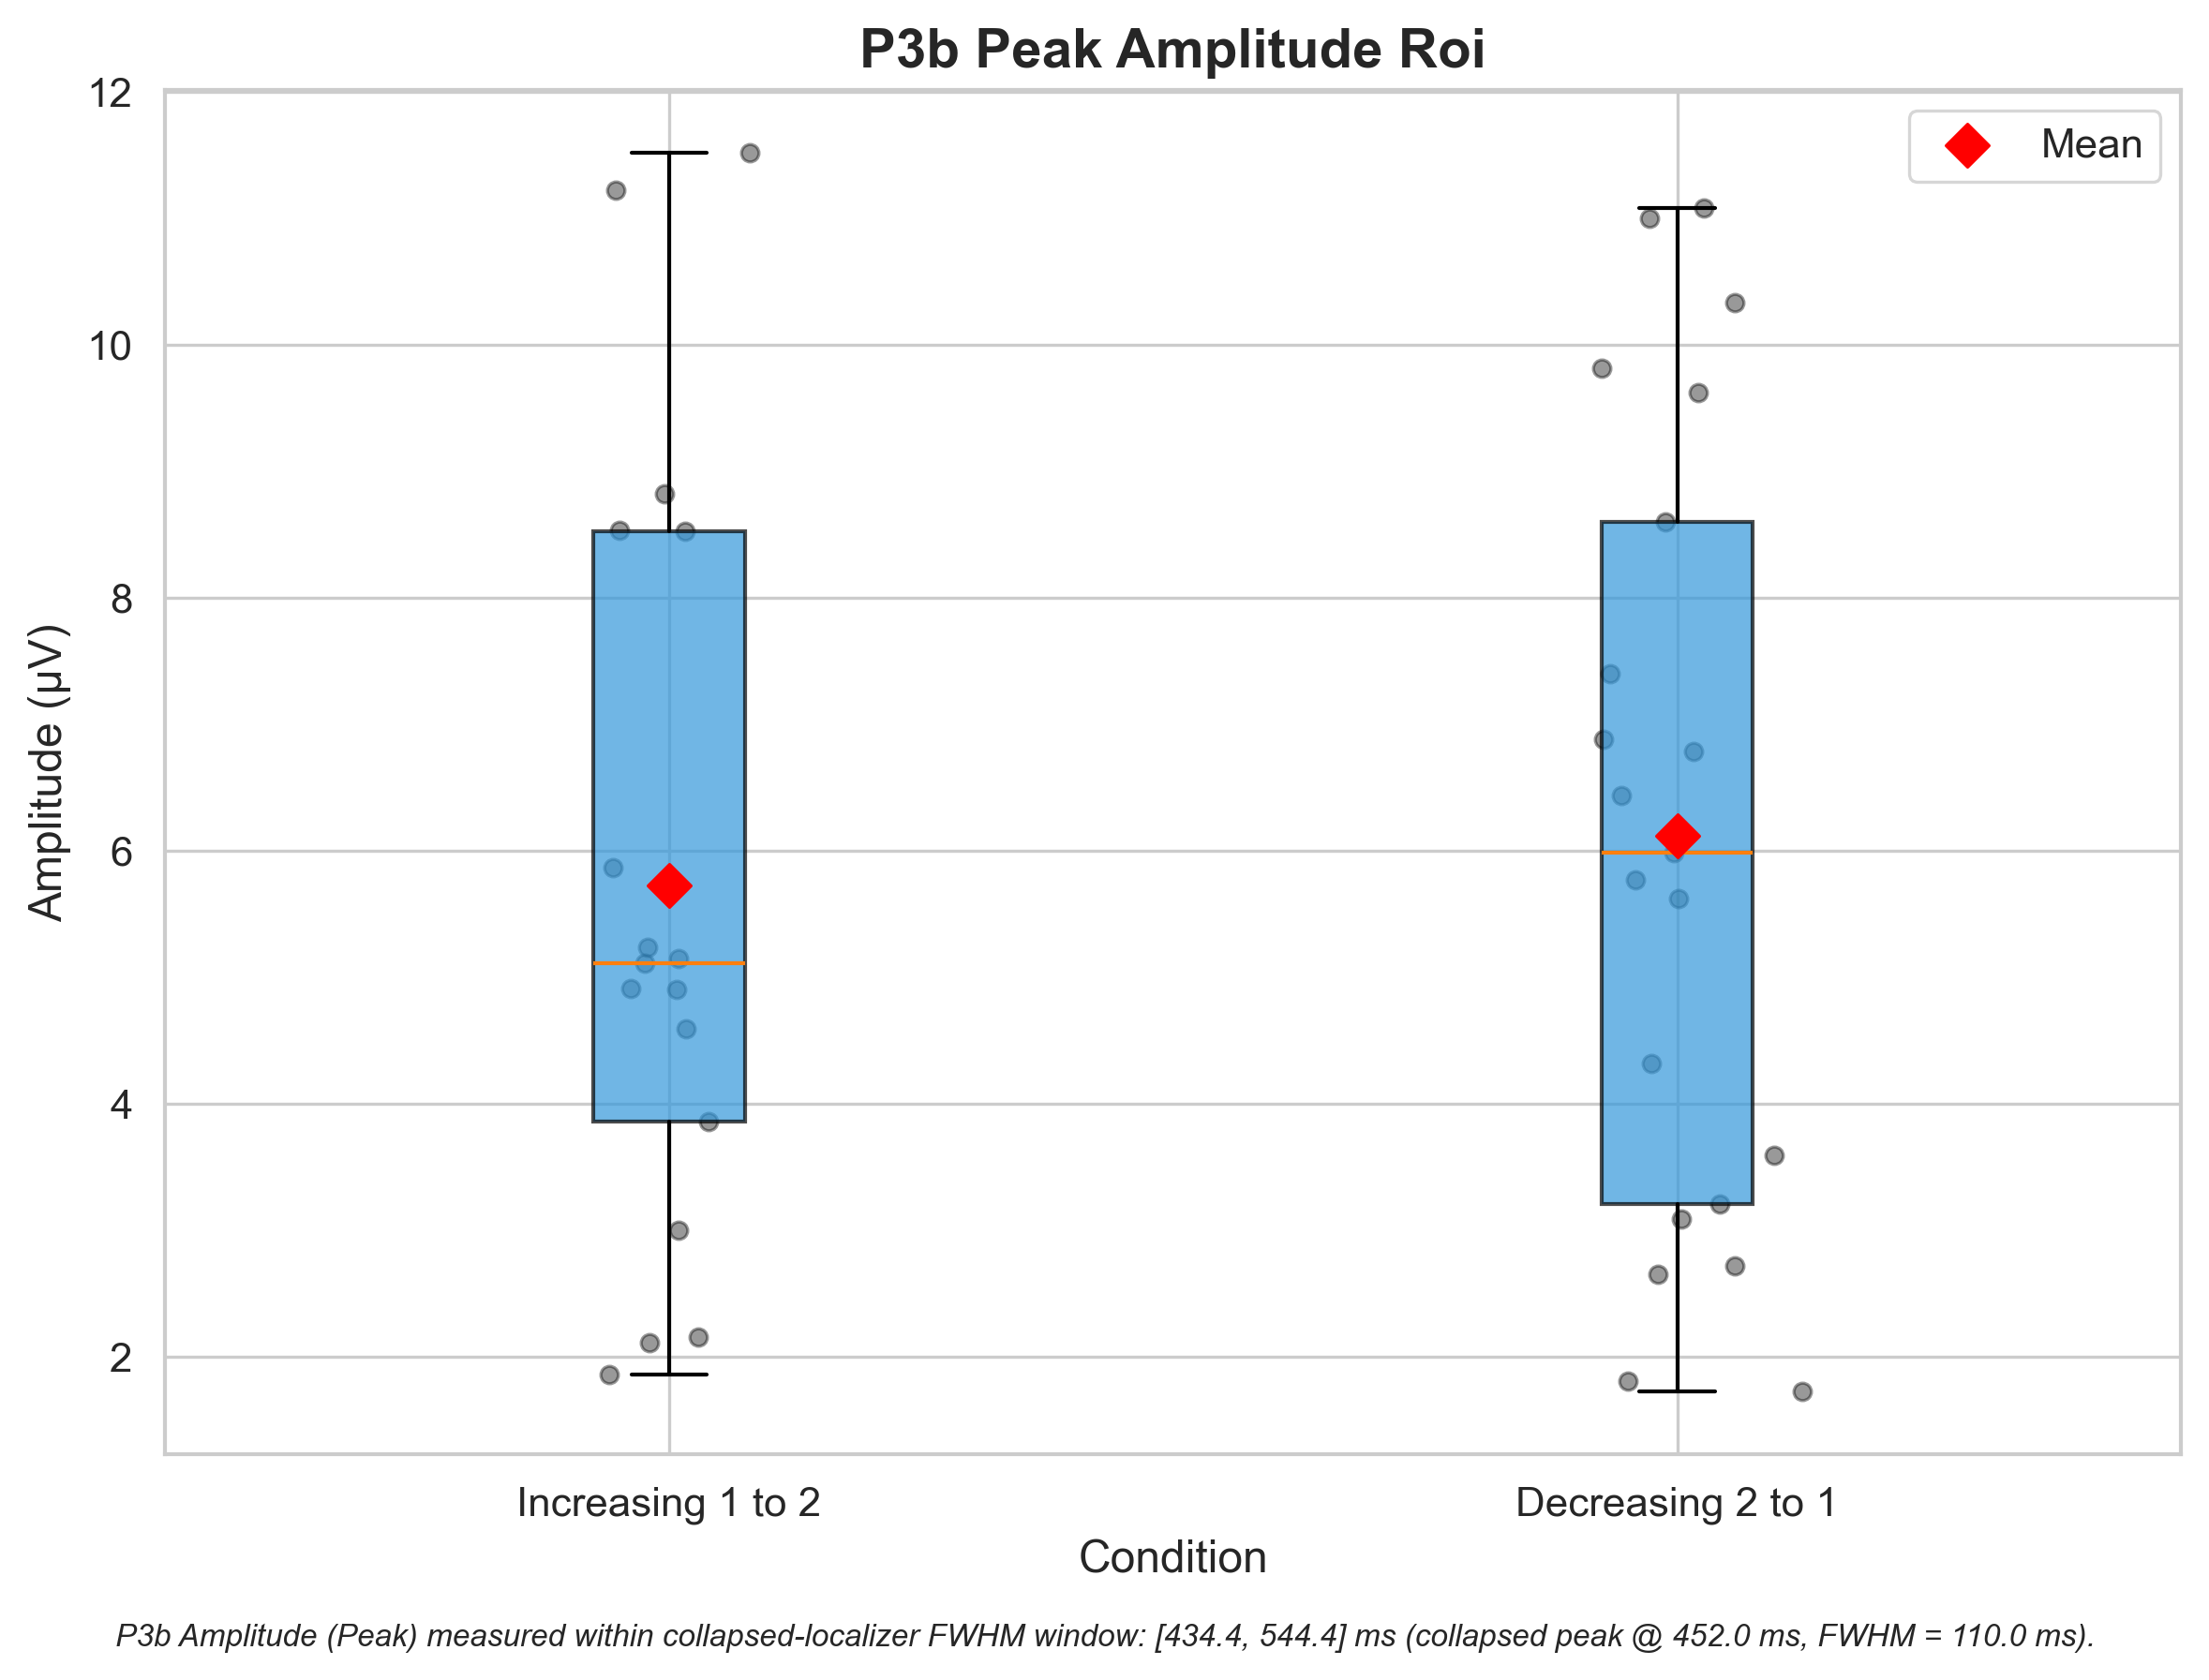 P3b Peak Amplitude Roi
12
10
8
6
4
2
Amplitude (µV)
Mean
Increasing 1 to 2
Decreasing 2 to 1
Condition
P3b Amplitude (Peak) measured within collapsed-localizer FWHM window: [434.4, 544.4] ms (collapsed peak @ 452.0 ms, FWHM = 110.0 ms).